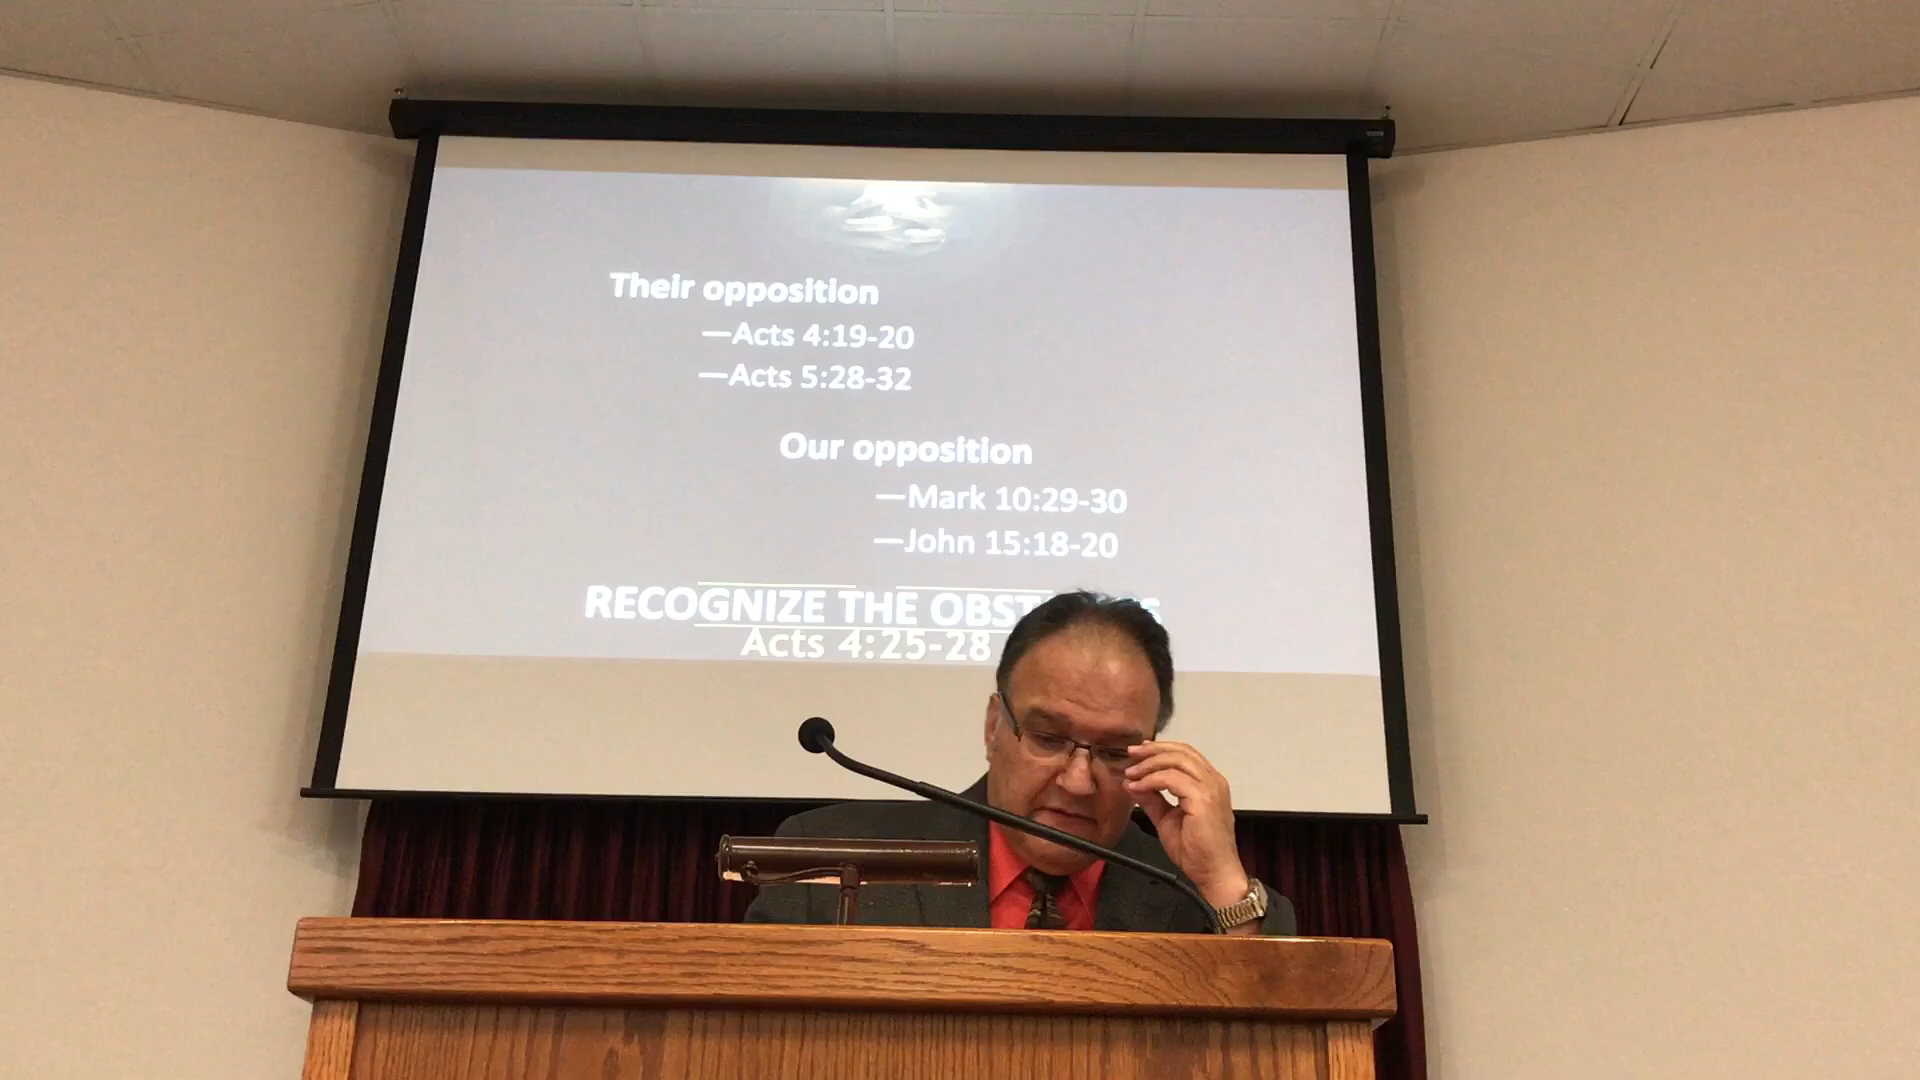 Their opposition
—Acts 4:19-20
—Acts 5:28-32
Our opposition
—Mark 10:29-30
—John 15:18-20
RECOGNIZE THE
Acts 4:25-28